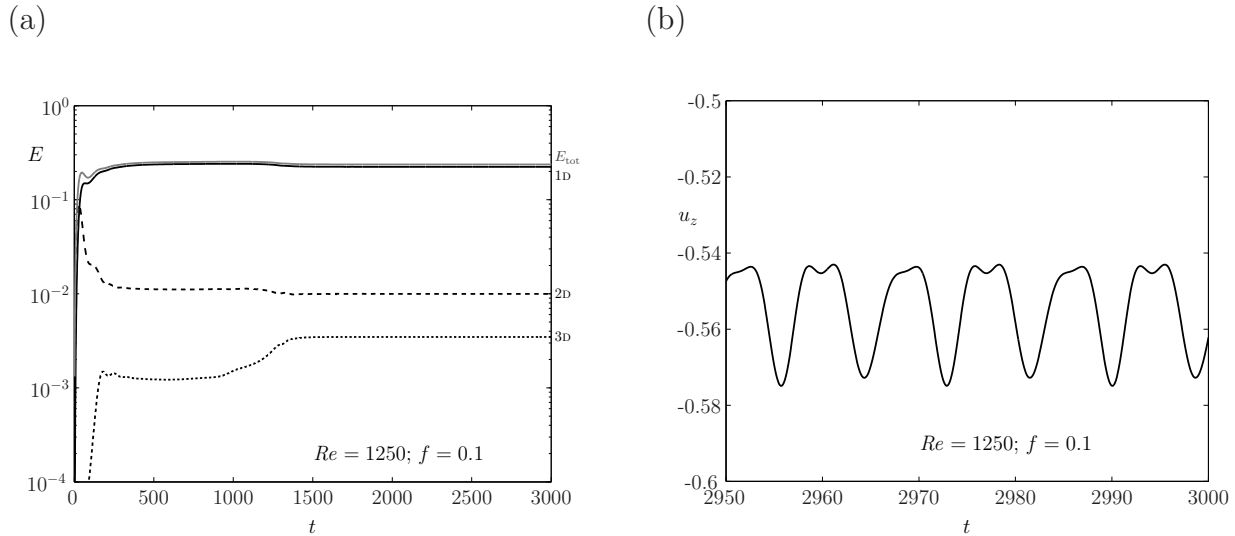 (a)
(b)
10^0
10^{-1}
10^{-2}
10^{-3}
10^{-4}
E
E_{tot}
1D
2D
3D
Re = 1250; f = 0.1
0 500 1000 1500 2000 2500 3000
t
-0.5
-0.52
-0.54
-0.56
-0.58
-0.6
u_z
Re = 1250; f = 0.1
2950 2960 2970 2980 2990 3000
t